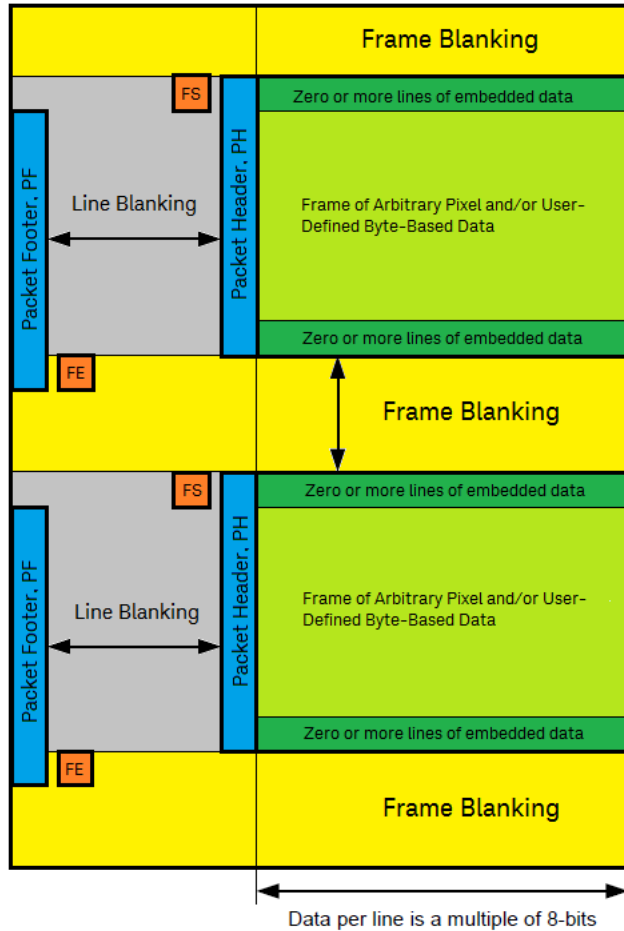 Frame Blanking
FS
Zero or more lines of embedded data
Packet Footer, PF
Line Blanking
Packet Header, PH
Frame of Arbitrary Pixel and/or User-
Defined Byte-Based Data
Zero or more lines of embedded data
FE
Frame Blanking
FS
Zero or more lines of embedded data
Packet Footer, PF
Line Blanking
Packet Header, PH
Frame of Arbitrary Pixel and/or User-
Defined Byte-Based Data
Zero or more lines of embedded data
FE
Frame Blanking
Data per line is a multiple of 8-bits